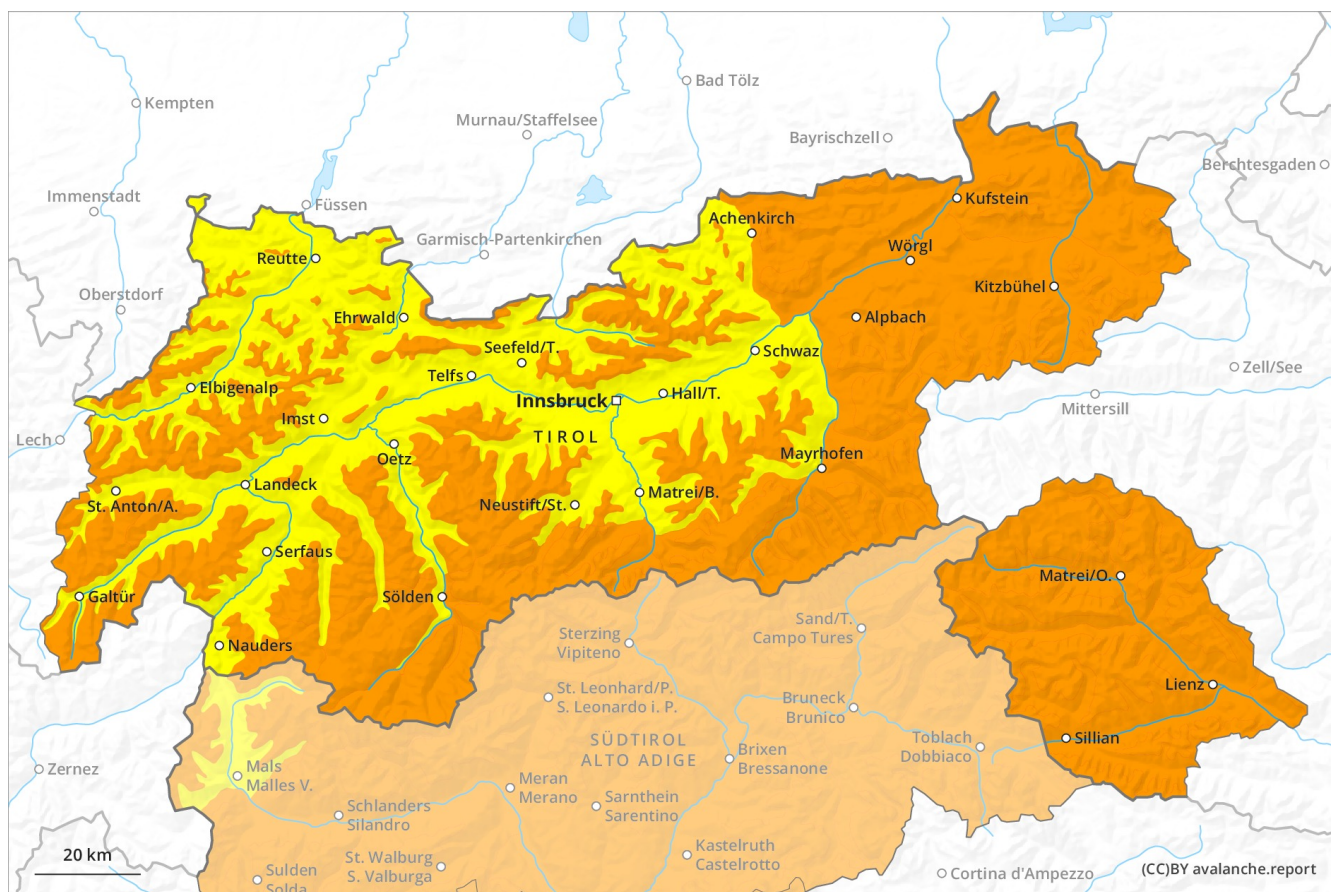 Kempten
Bad Tölz
Murnau/Staffelsee
Bayrischzell
Berchtesgaden
Immenstadt
Füssen
Kufstein
Achenkirch
Garmisch-Partenkirchen
Wörgl
Reutte
Kitzbühel
Oberstdorf
Ehrwald
Alpbach
Seefeld/T.
Schwaz
Zell/See
Telfs
Elbigenalp
Hall/T.
Innsbruck
Mittersill
Imst
Lech
TIROL
Oetz
Mayrhofen
Landeck
Matrei/B.
St. Anton/A.
Neustift/St.
Serfaus
Matrei/O.
Galtür
Sölden
Sand/T.
Campo Tures
Sterzing
Vipiteno
Nauders
Lienz
St. Leonhard/P.
S. Leonardo i. P.
Bruneck
Brunico
Toblach
Dobbiaco
Sillian
SÜDTIROL
ALTO ADIGE
Brixen
Bressanone
Zernez
Mals
Malles V.
Meran
Merano
Sarnthein
Sarentino
Schlanders
Silandro
Kastelruth
Castelrotto
20 km
St. Walburg
S. Valburga
Sulden
Solda
Cortina d'Ampezzo
(CC)BY avalanche.report